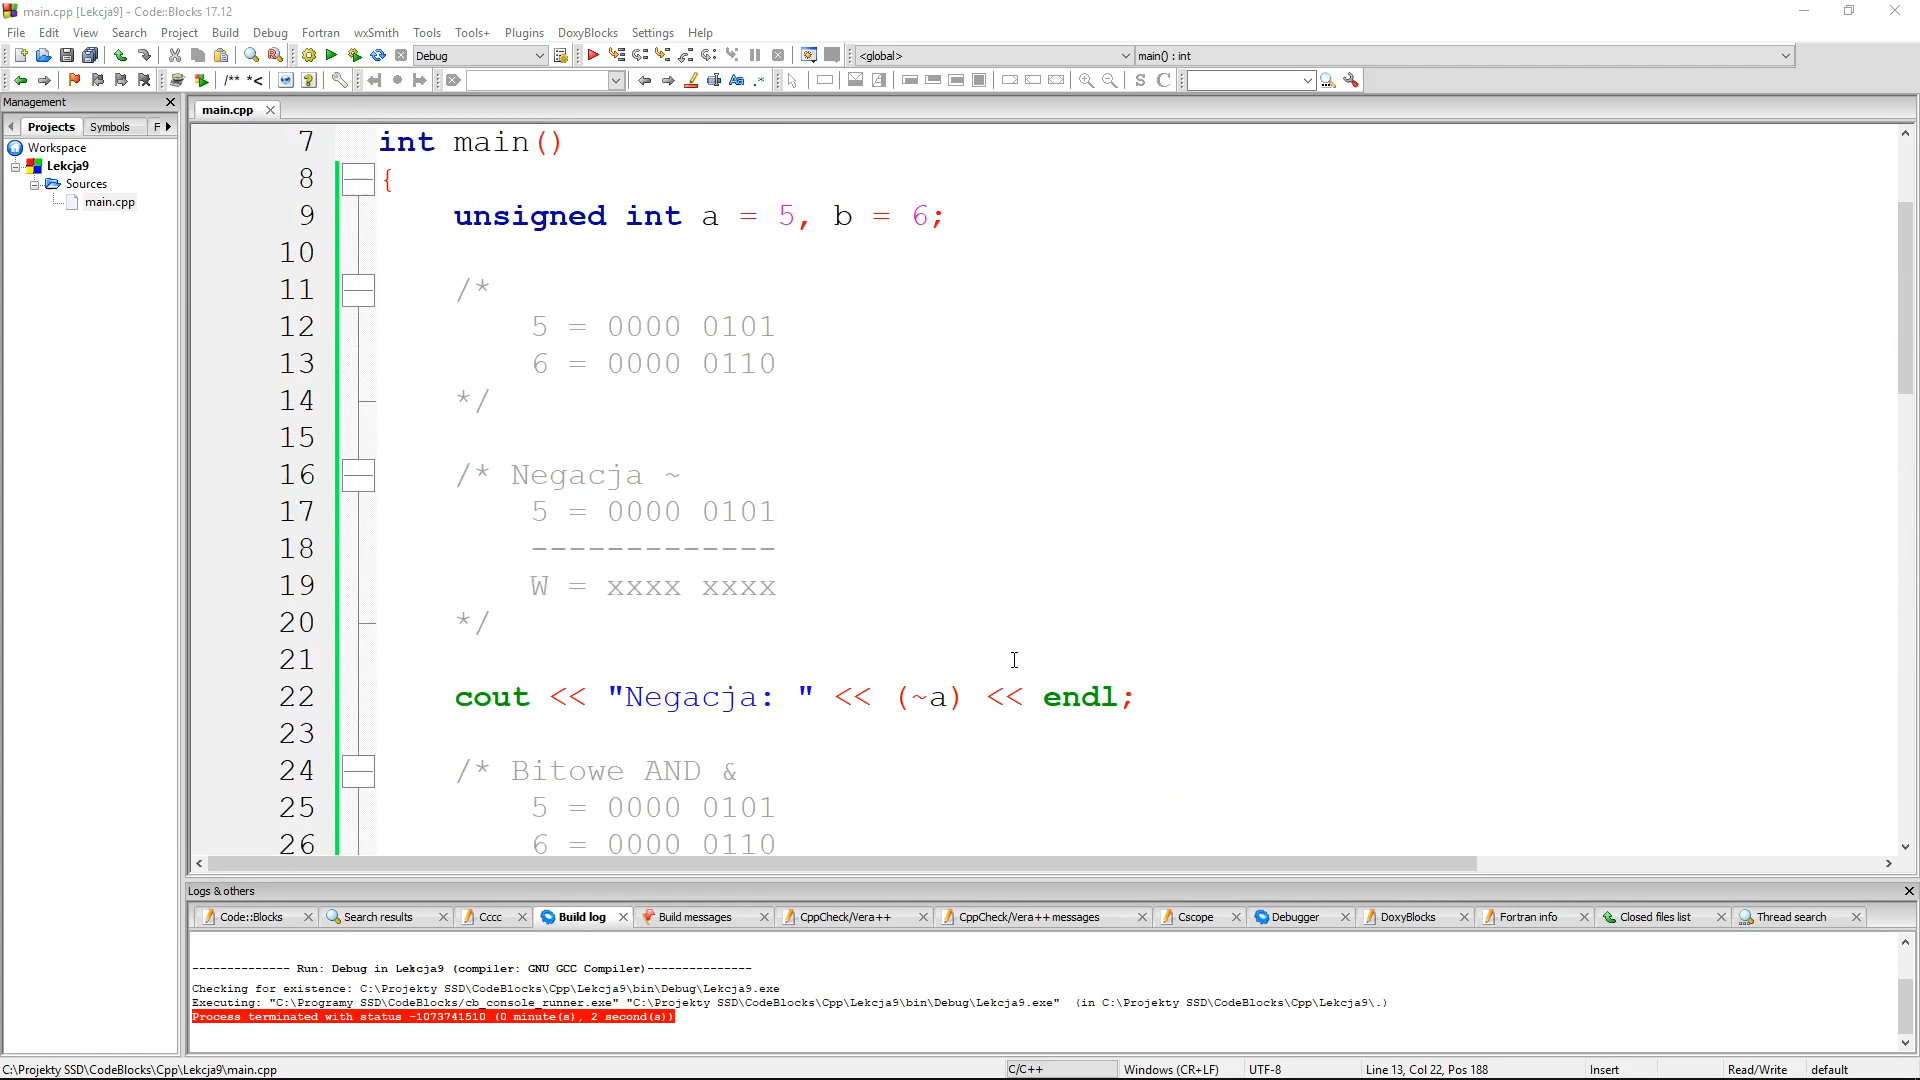 main.cpp [Lekcja9] - Code::Blocks 17.12
File Edit View Search Project Build Debug Fortran wxSmith Tools Tools+ Plugins DoxyBlocks Settings Help
Debug <global> main() : int
/** *< Aa .* S C
Management
Projects Symbols F
Workspace
Lekcja9
Sources
main.cpp
main.cpp
7 int main()
8 {
9 unsigned int a = 5, b = 6;
10
11 /*
12 5 = 0000 0101
13 6 = 0000 0110
14 */
15
16 /* Negacja ~
17 5 = 0000 0101
18 -------------
19 W = xxxx xxxx
20 */
21
22 cout << "Negacja: " << (~a) << endl;
23
24 /* Bitowe AND &
25 5 = 0000 0101
26 6 = 0000 0110
Logs & others
Code::Blocks Search results Cccc Build log Build messages CppCheck/Vera++ CppCheck/Vera++ messages Cscope Debugger DoxyBlocks Fortran info Closed files list Thread search
-------------- Run: Debug in Lekcja9 (compiler: GNU GCC Compiler)---------------
Checking for existence: C:\Projekty SSD\CodeBlocks\Cpp\Lekcja9\bin\Debug\Lekcja9.exe
Executing: "C:\Programy SSD\CodeBlocks/cb_console_runner.exe" "C:\Projekty SSD\CodeBlocks\Cpp\Lekcja9\bin\Debug\Lekcja9.exe" (in C:\Projekty SSD\CodeBlocks\Cpp\Lekcja9\.)
Process terminated with status -1073741510 (0 minute(s), 2 second(s))
C:\Projekty SSD\CodeBlocks\Cpp\Lekcja9\main.cpp C/C++ Windows (CR+LF) UTF-8 Line 13, Col 22, Pos 188 Insert Read/Write default